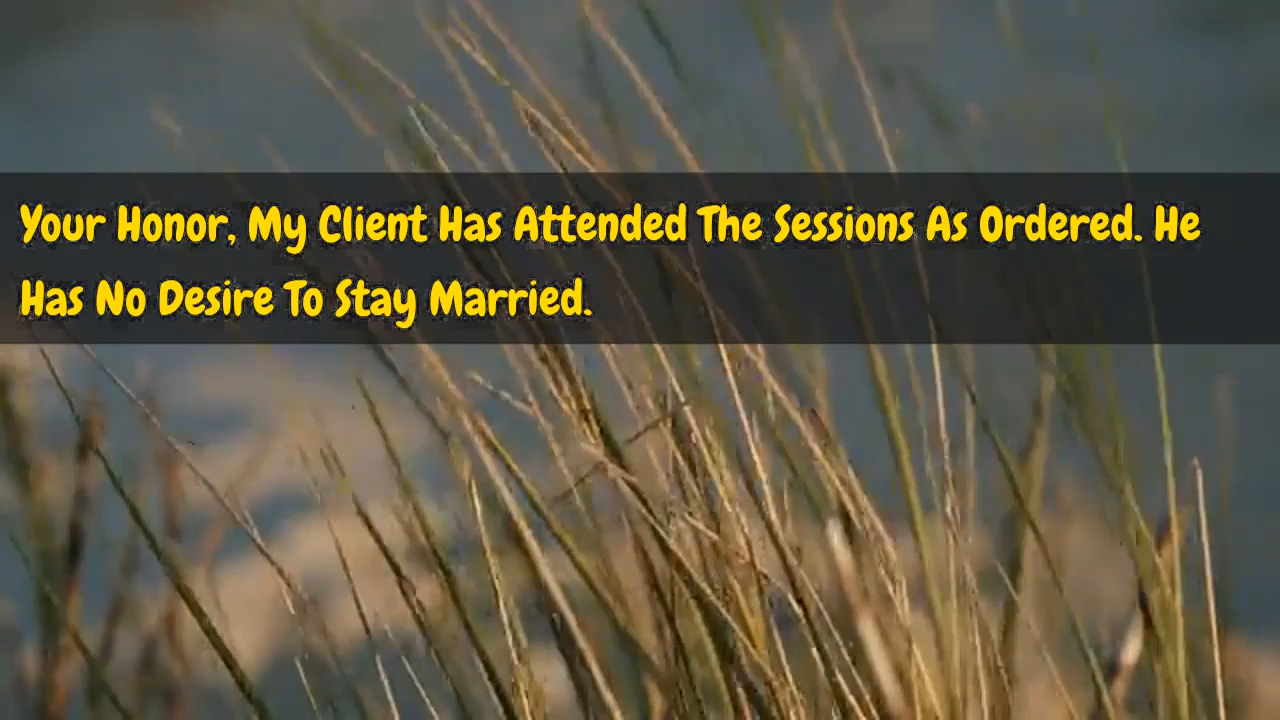 Your Honor, My Client Has Attended The Sessions As Ordered. He
Has No Desire To Stay Married.